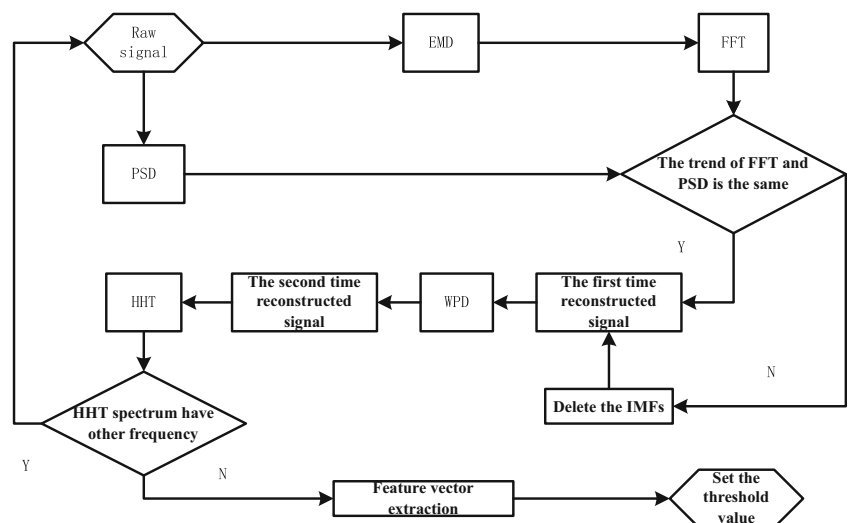 Raw
signal
EMD
FFT
PSD
The trend of FFT and
PSD is the same
Y
HHT
The second time
reconstructed
signal
WPD
The first time
reconstructed
signal
N
Delete the IMFs
HHT spectrum have
other frequency
Y
N
Feature vector
extraction
Set the
threshold
value